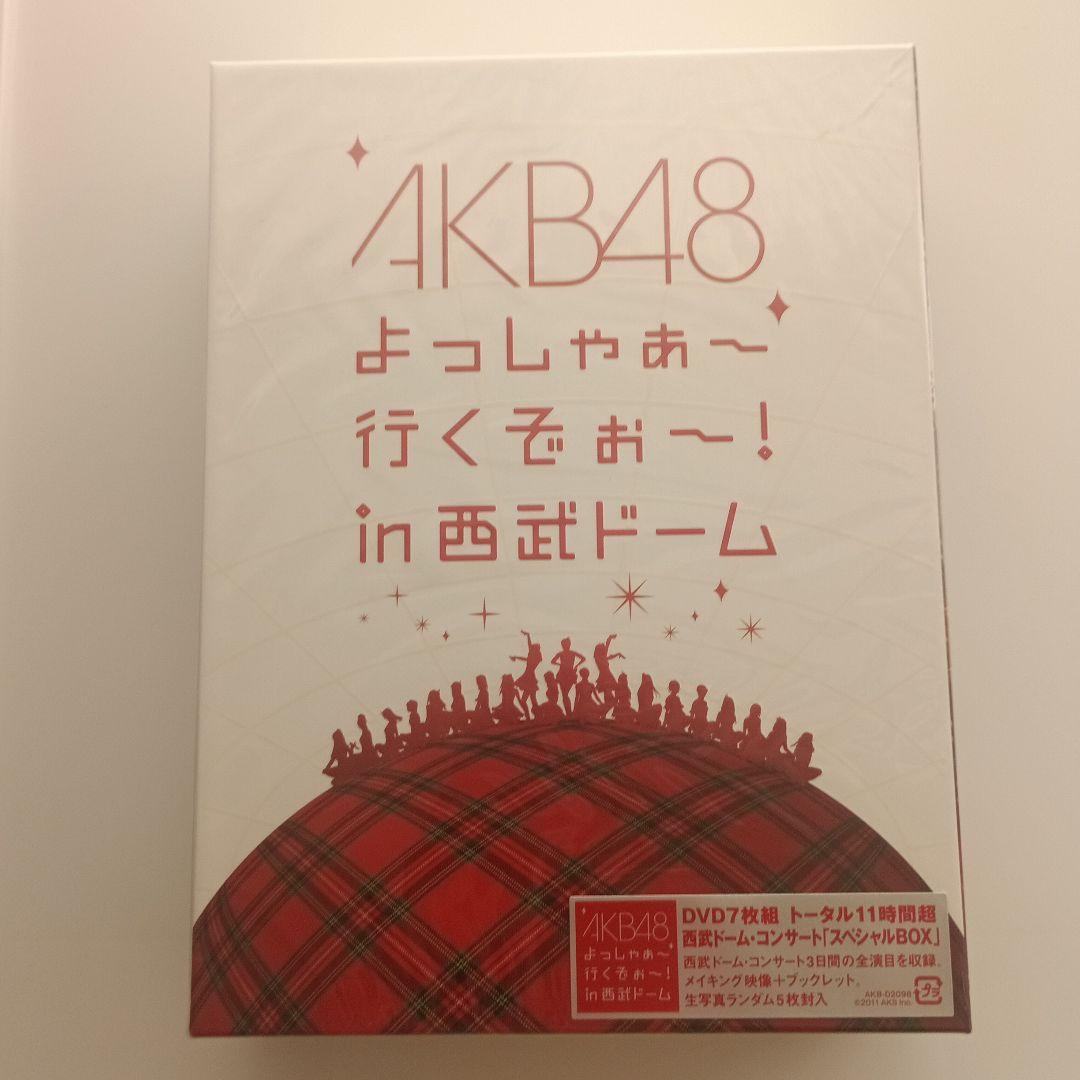 AKB48
よっしゃぁ～
行くぞぉ～!
in 西武ドーム
AKB48
よっしゃぁ～
行くぞぉ～!
in 西武ドーム
DVD7枚組 トータル11時間超
西武ドーム・コンサート「スペシャルBOX」
西武ドーム・コンサート3日間の全演目を収録。
メイキング映像+ブックレット。
生写真ランダム5枚封入
AKB-D2098
©2011 AKS Inc.
プラ